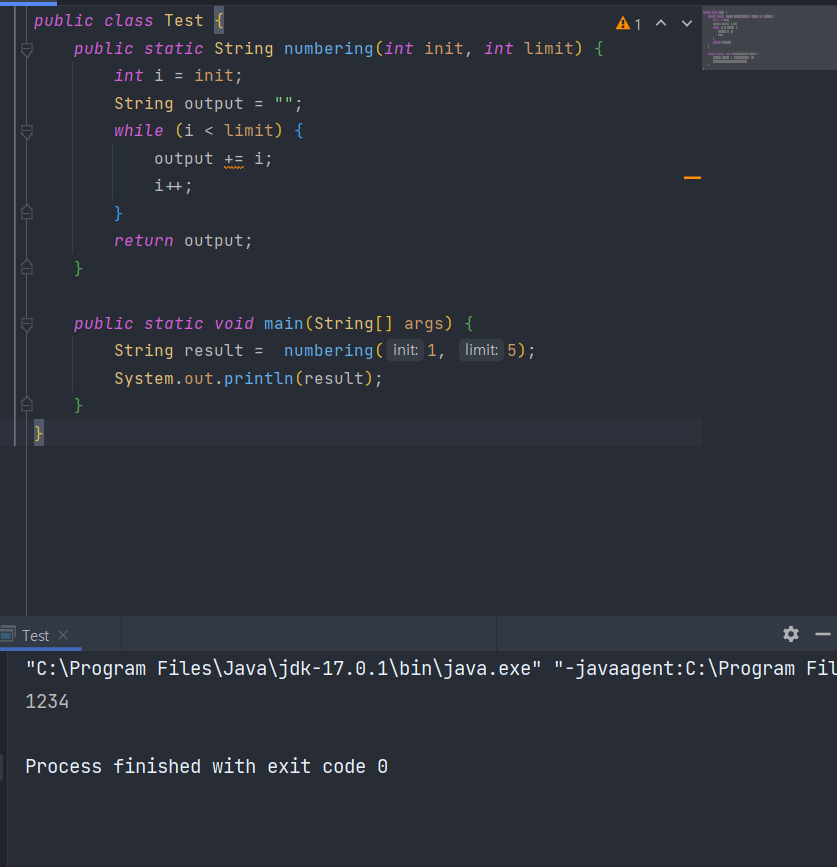 public class Test {
1
public static String numbering(int init, int limit) {
int i = init;
String output = "";
while (i < limit) {
output += i;
i++;
}
return output;
}
public static void main(String[] args) {
String result =  numbering( init: 1,  limit: 5);
System.out.println(result);
}
}
Test
"C:\Program Files\Java\jdk-17.0.1\bin\java.exe" "-javaagent:C:\Program Fil
1234
Process finished with exit code 0